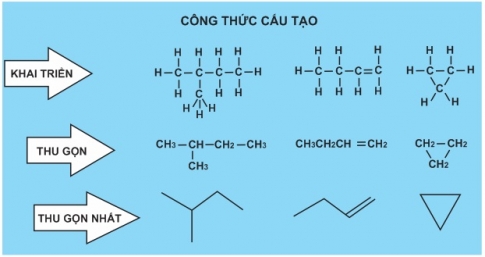 CÔNG THỨC CẤU TẠO
KHAI TRIỂN
H H H H
H–C–C–C–C–H
H H H
C
H H H
H H
H–C–C–C=C–H
H H H H
H H
C–C
C
H H
THU GỌN
CH3–CH–CH2–CH3
CH3
CH3CH2CH =CH2
CH2–CH2
CH2
THU GỌN NHẤT